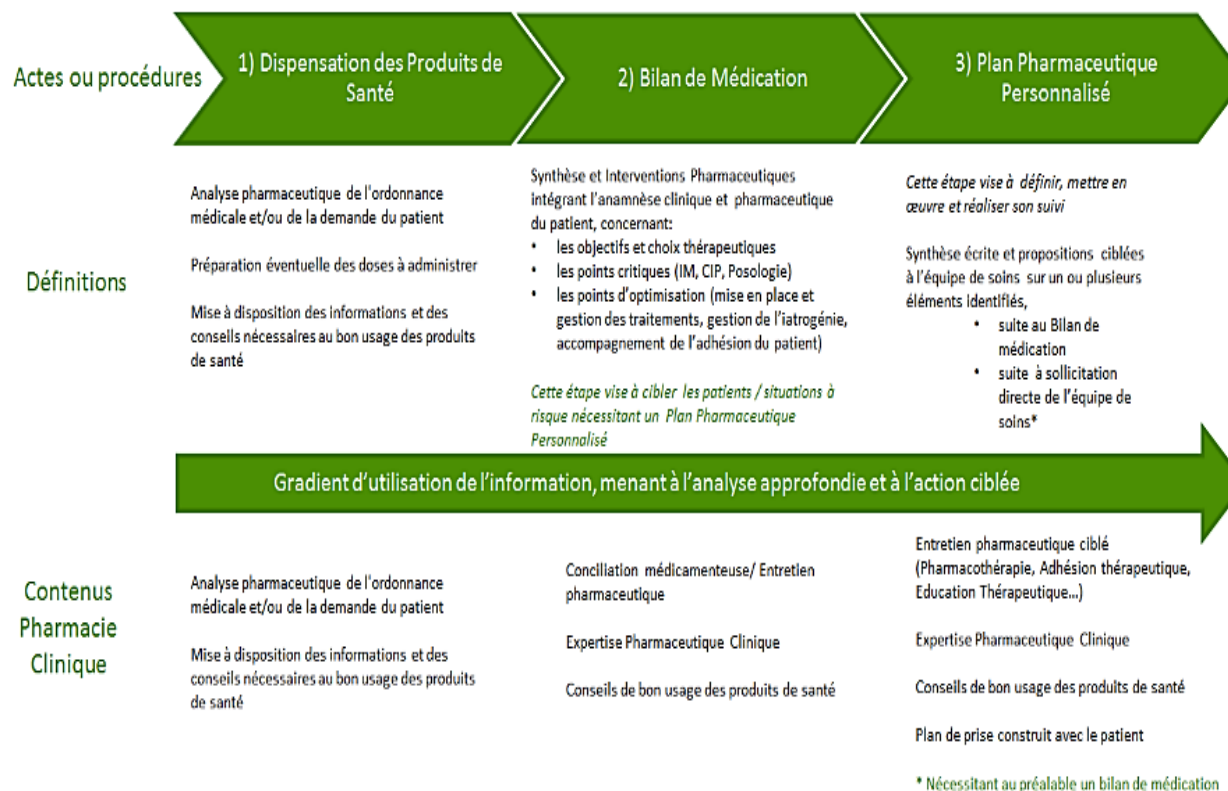 Actes ou procédures
1) Dispensation des Produits de
Santé
2) Bilan de Médication
3) Plan Pharmaceutique
Personnalisé
Définitions
Analyse pharmaceutique de l'ordonnance
médicale et/ou de la demande du patient
Préparation éventuelle des doses à administrer
Mise à disposition des informations et des
conseils nécessaires au bon usage des produits
de santé
Synthèse et Interventions Pharmaceutiques
intégrant l'anamnèse clinique et pharmaceutique
du patient, concernant:
• les objectifs et choix thérapeutiques
• les points critiques (IM, CIP, Posologie)
• les points d'optimisation (mise en place et
gestion des traitements, gestion de l'iatrogénie,
accompagnement de l'adhésion du patient)
Cette étape vise à cibler les patients / situations à
risque nécessitant un Plan Pharmaceutique
Personnalisé
Cette étape vise à définir, mettre en
œuvre et réaliser son suivi
Synthèse écrite et propositions ciblées
à l'équipe de soins sur un ou plusieurs
éléments identifiés,
• suite au Bilan de
médication
• suite à sollicitation
directe de l'équipe de
soins*
Gradient d'utilisation de l'information, menant à l'analyse approfondie et à l'action ciblée
Contenus
Pharmacie
Clinique
Analyse pharmaceutique de l'ordonnance
médicale et/ou de la demande du patient
Mise à disposition des informations et des
conseils nécessaires au bon usage des produits
de santé
Conciliation médicamenteuse/ Entretien
pharmaceutique
Expertise Pharmaceutique Clinique
Conseils de bon usage des produits de santé
Entretien pharmaceutique ciblé
(Pharmacothérapie, Adhésion thérapeutique,
Education Thérapeutique...)
Expertise Pharmaceutique Clinique
Conseils de bon usage des produits de santé
Plan de prise construit avec le patient
* Nécessitant au préalable un bilan de médication